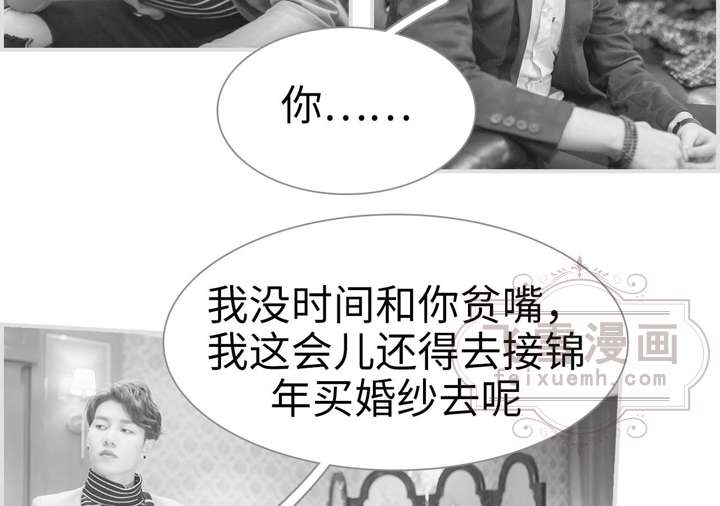 你……
我没时间和你贫嘴，
我这会儿还得去接锦
年买婚纱去呢
飞雪漫画
feixuemh.com